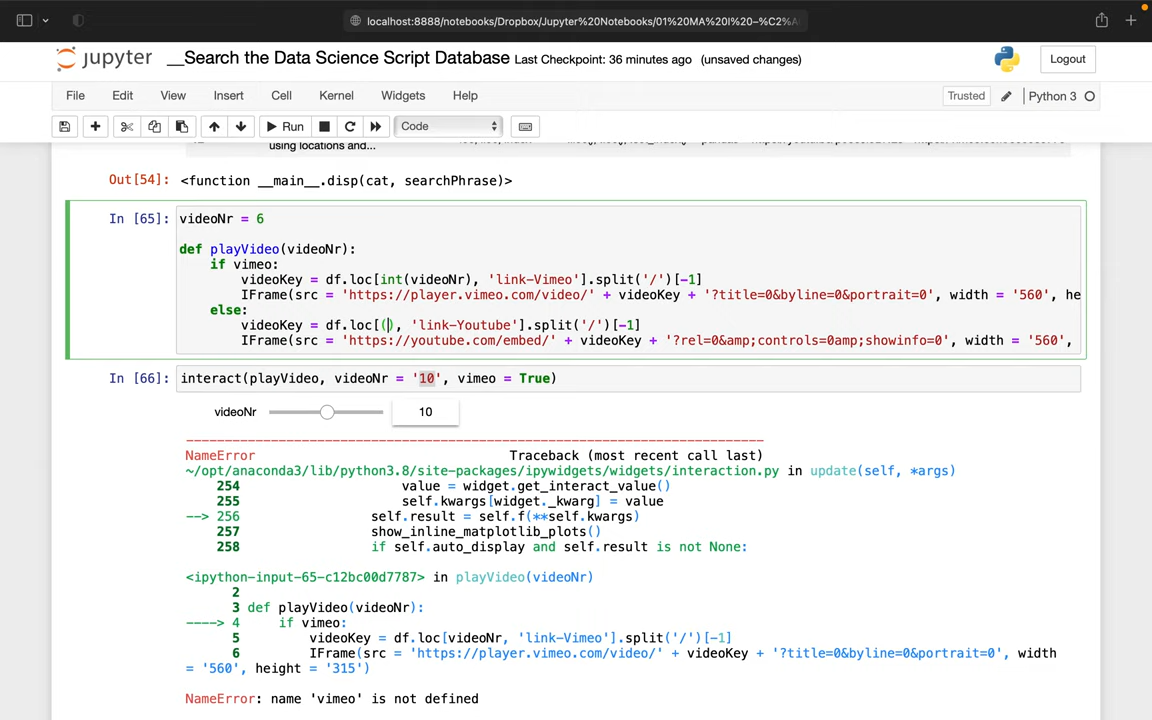 localhost:8888/notebooks/Dropbox/Jupyter%20Notebooks/01%20MA%20I%20–%C2%A
jupyter __Search the Data Science Script Database Last Checkpoint: 36 minutes ago (unsaved changes) Logout
File Edit View Insert Cell Kernel Widgets Help Trusted Python 3
Run Code
using locations and...
Out[54]: <function __main__.disp(cat, searchPhrase)>
In [65]: videoNr = 6
def playVideo(videoNr):
if vimeo:
videoKey = df.loc[int(videoNr), 'link-Vimeo'].split('/')[-1]
IFrame(src = 'https://player.vimeo.com/video/' + videoKey + '?title=0&byline=0&portrait=0', width = '560', he
else:
videoKey = df.loc[(), 'link-Youtube'].split('/')[-1]
IFrame(src = 'https://youtube.com/embed/' + videoKey + '?rel=0&amp;controls=0amp;showinfo=0', width = '560',
In [66]: interact(playVideo, videoNr = '10', vimeo = True)
videoNr 10
---------------------------------------------------------------------------
NameError Traceback (most recent call last)
~/opt/anaconda3/lib/python3.8/site-packages/ipywidgets/widgets/interaction.py in update(self, *args)
254 value = widget.get_interact_value()
255 self.kwargs[widget._kwarg] = value
--> 256 self.result = self.f(**self.kwargs)
257 show_inline_matplotlib_plots()
258 if self.auto_display and self.result is not None:
<ipython-input-65-c12bc00d7787> in playVideo(videoNr)
2
3 def playVideo(videoNr):
----> 4 if vimeo:
5 videoKey = df.loc[videoNr, 'link-Vimeo'].split('/')[-1]
6 IFrame(src = 'https://player.vimeo.com/video/' + videoKey + '?title=0&byline=0&portrait=0', width
= '560', height = '315')
NameError: name 'vimeo' is not defined